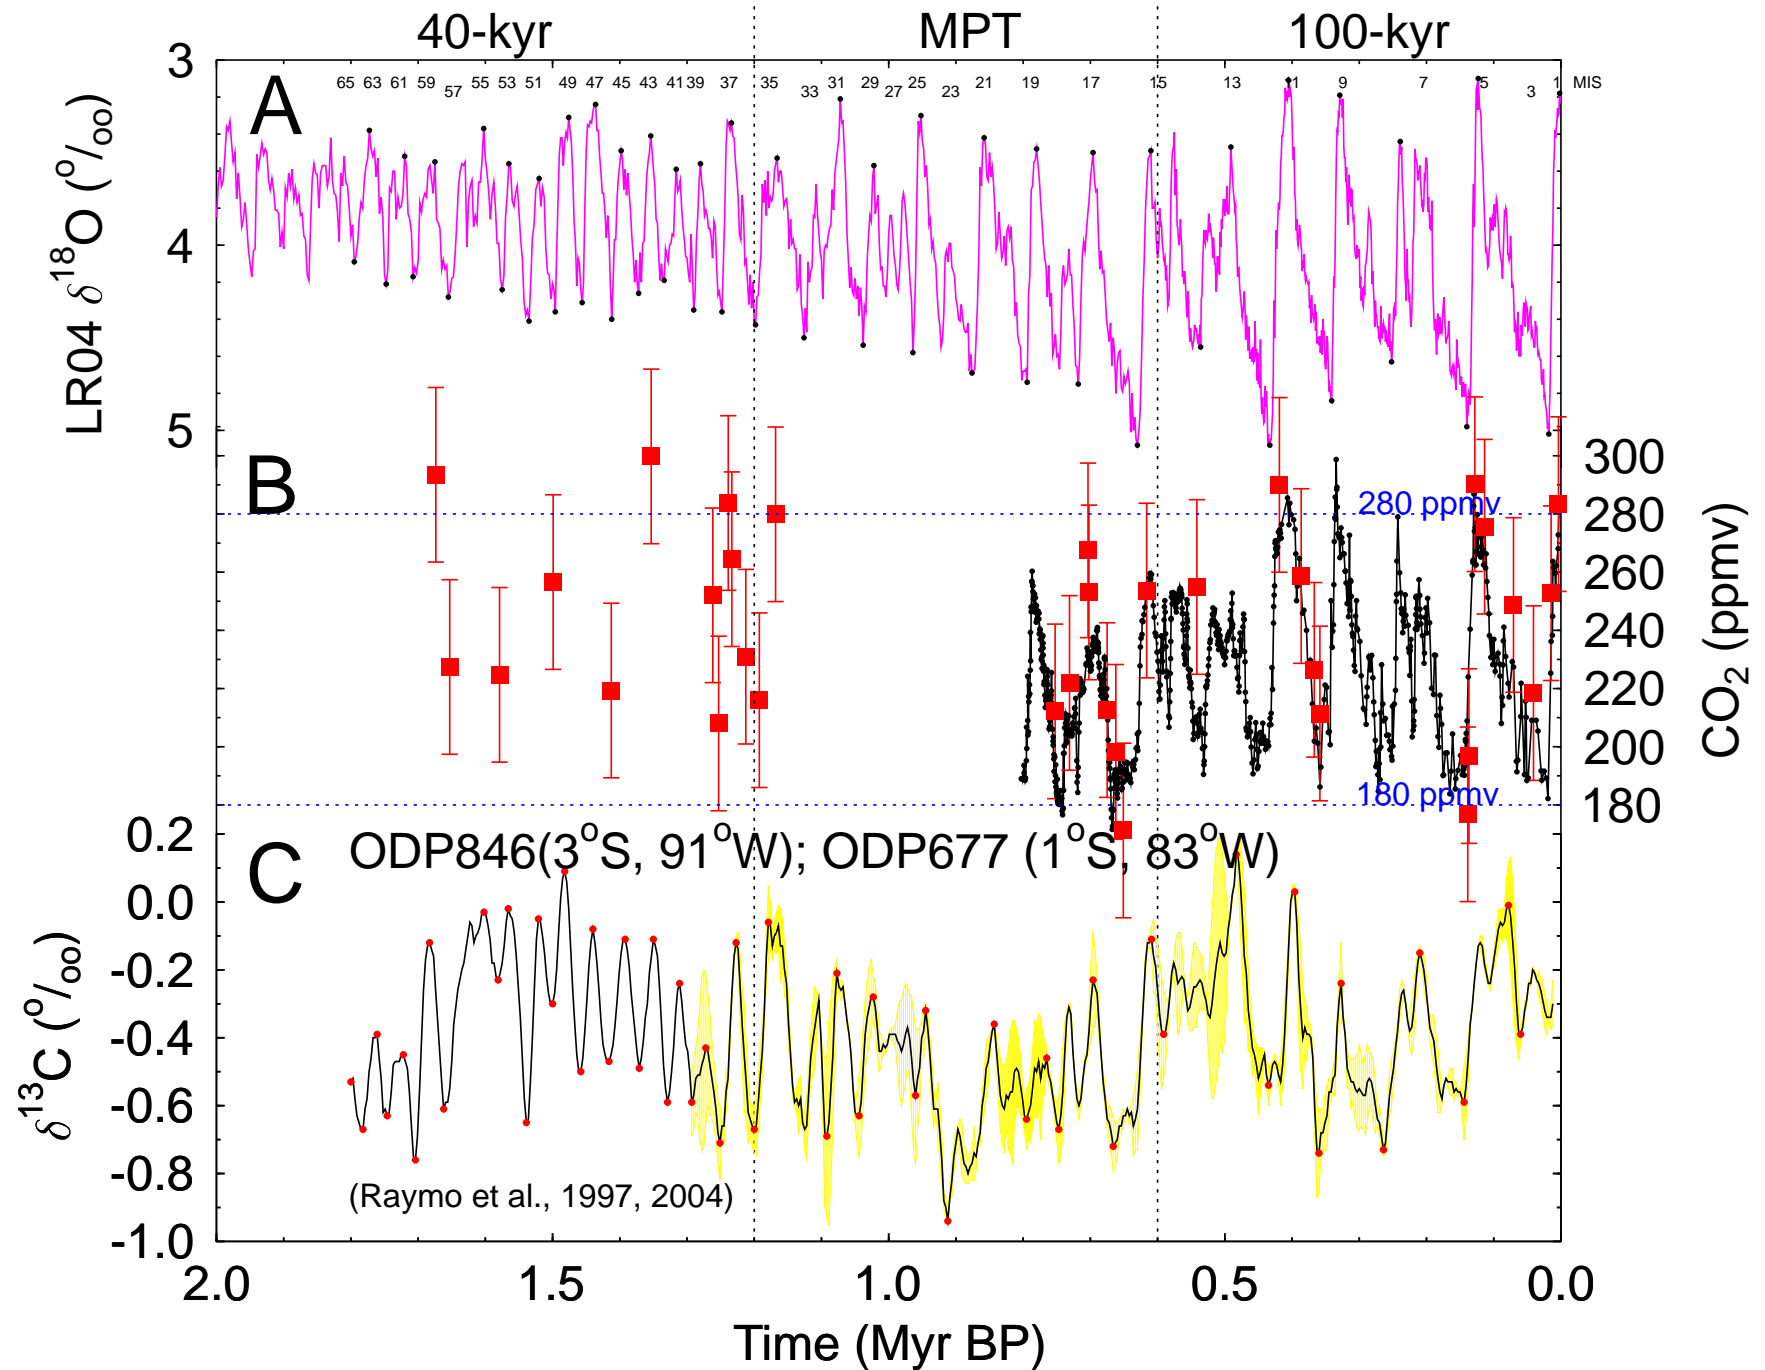 40-kyr MPT 100-kyr
3 4 5
LR04 δ18O (o/oo)
A
65 63 61 59 57 55 53 51 49 47 45 43 41 39 37 35 33 31 29 27 25 23 21 19 17 15 13 11 9 7 5 3 1 MIS
B
280 ppmv
180 ppmv
300
280
260
240
220
200
180
CO2 (ppmv)
ODP846(3oS, 91oW); ODP677 (1oS, 83oW)
C
0.2
0.0
-0.2
-0.4
-0.6
-0.8
-1.0
δ13C (o/oo)
(Raymo et al., 1997, 2004)
2.0 1.5 1.0 0.5 0.0
Time (Myr BP)